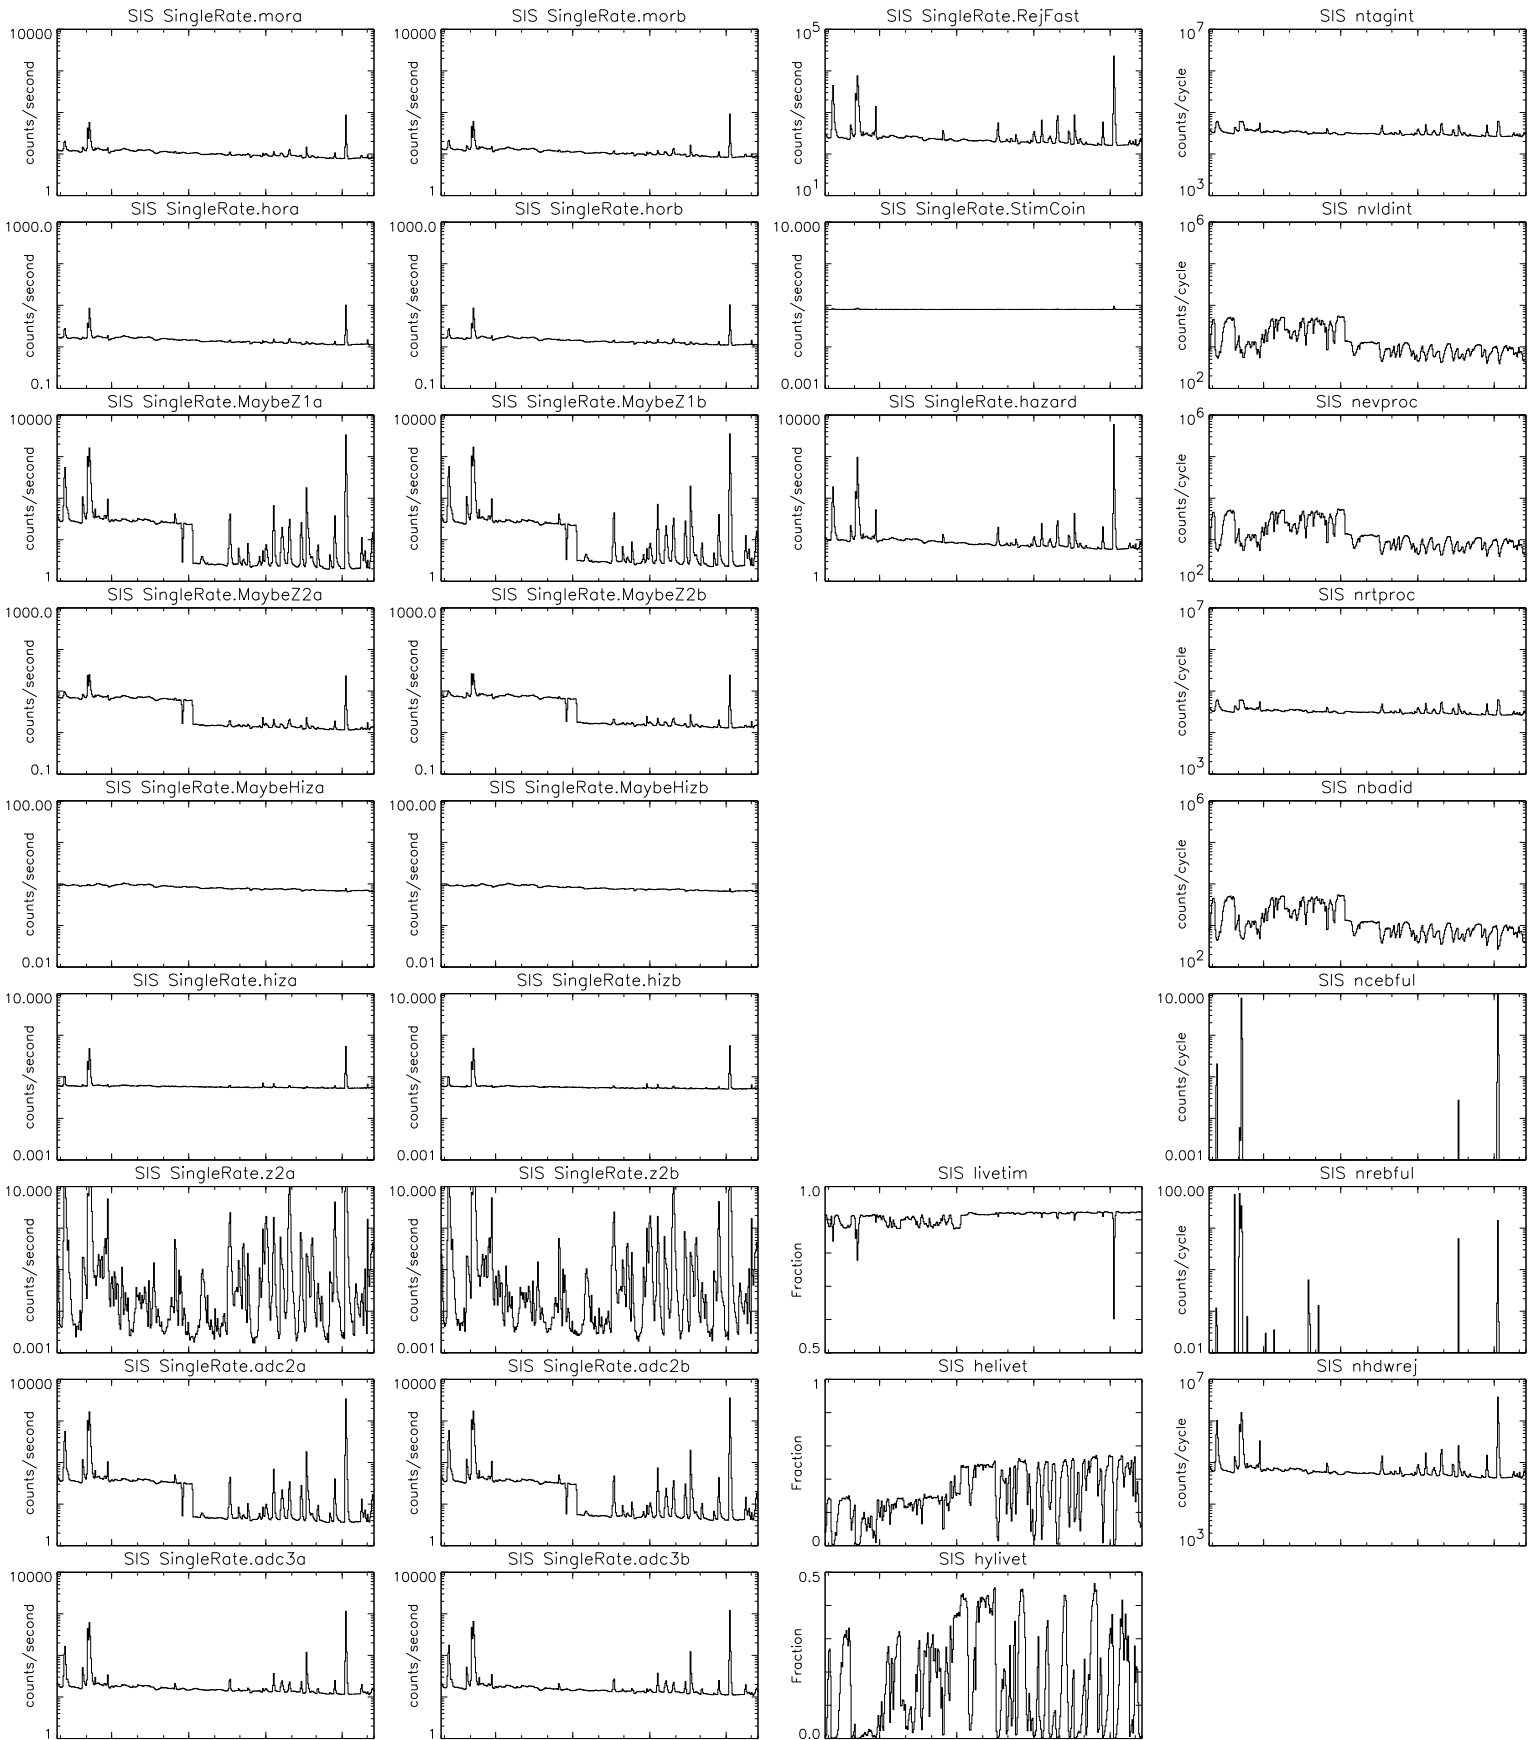 SIS SingleRate.mora
10000
counts/second
1
SIS SingleRate.morb
10000
counts/second
1
SIS SingleRate.RejFast
10^5
counts/second
10^1
SIS ntagint
10^7
counts/cycle
10^3
SIS SingleRate.hora
1000.0
counts/second
0.1
SIS SingleRate.horb
1000.0
counts/second
0.1
SIS SingleRate.StimCoin
10.000
counts/second
0.001
SIS nvldint
10^6
counts/cycle
10^2
SIS SingleRate.MaybeZ1a
10000
counts/second
1
SIS SingleRate.MaybeZ1b
10000
counts/second
1
SIS SingleRate.hazard
10000
counts/second
1
SIS nevproc
10^6
counts/cycle
10^2
SIS SingleRate.MaybeZ2a
1000.0
counts/second
0.1
SIS SingleRate.MaybeZ2b
1000.0
counts/second
0.1
SIS nrtproc
10^7
counts/cycle
10^3
SIS SingleRate.MaybeHiza
100.00
counts/second
0.01
SIS SingleRate.MaybeHizb
100.00
counts/second
0.01
SIS nbadid
10^6
counts/cycle
10^2
SIS SingleRate.hiza
10.000
counts/second
0.001
SIS SingleRate.hizb
10.000
counts/second
0.001
SIS ncebful
10.000
counts/cycle
0.001
SIS SingleRate.z2a
10.000
counts/second
0.001
SIS SingleRate.z2b
10.000
counts/second
0.001
SIS livetim
1.0
Fraction
0.5
SIS nrebful
100.00
counts/cycle
0.01
SIS SingleRate.adc2a
10000
counts/second
1
SIS SingleRate.adc2b
10000
counts/second
1
SIS helivet
1
Fraction
0
SIS nhdwrej
10^7
counts/cycle
10^3
SIS SingleRate.adc3a
10000
counts/second
1
SIS SingleRate.adc3b
10000
counts/second
1
SIS hylivet
0.5
Fraction
0.0